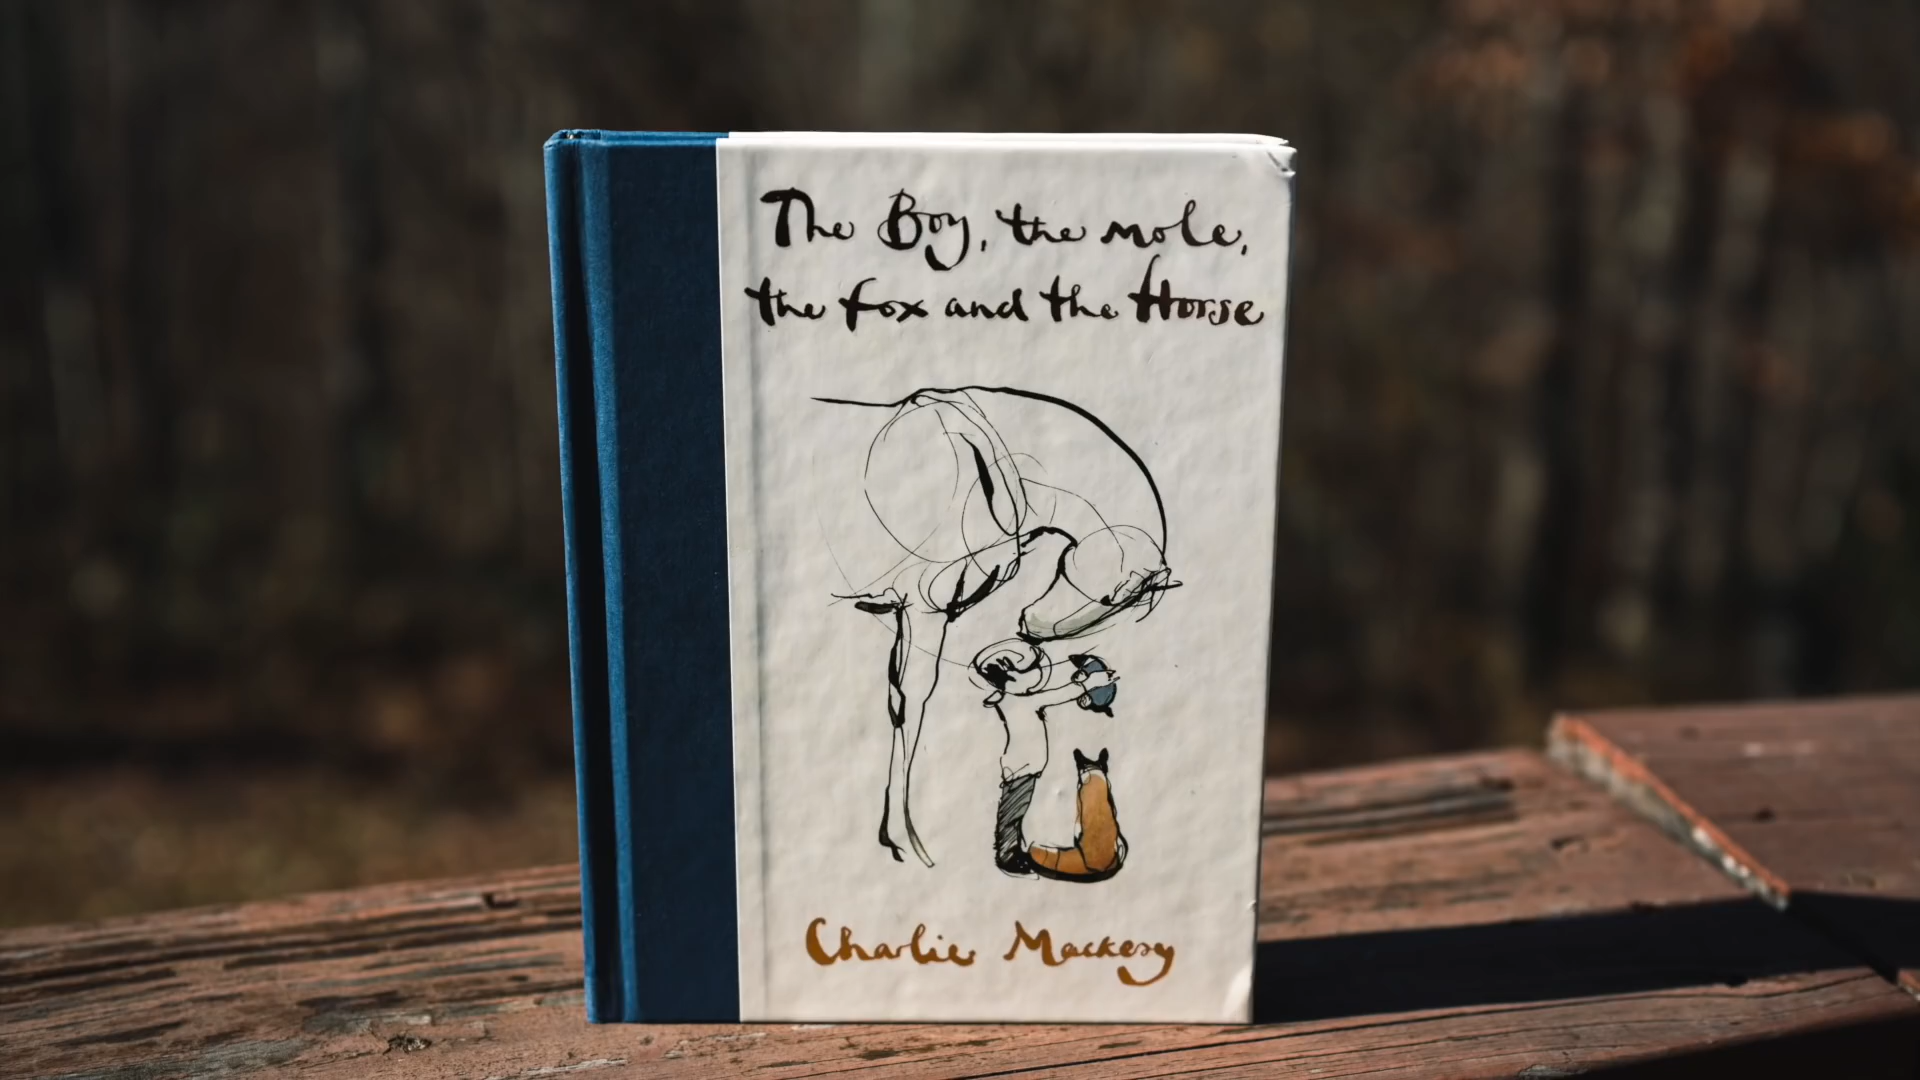 The Boy, the mole,
the fox and the Horse
Charlie Mackesy